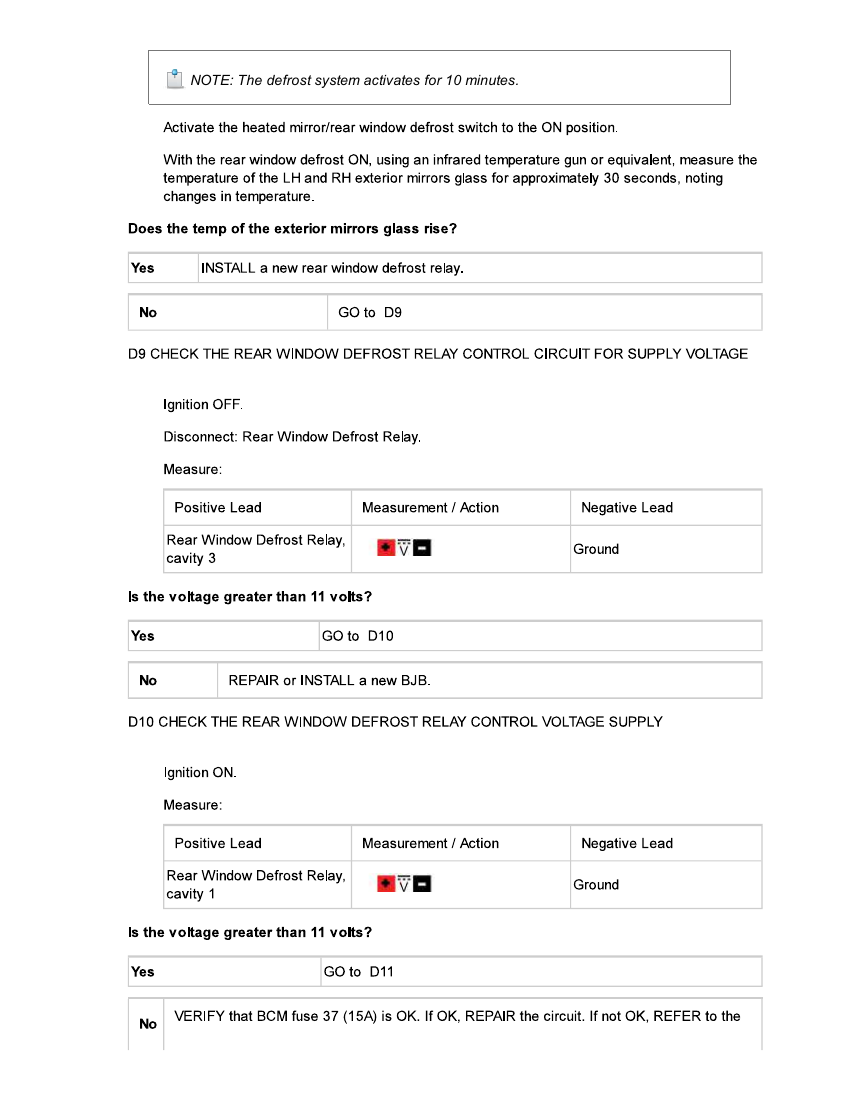 NOTE: The defrost system activates for 10 minutes.
Activate the heated mirror/rear window defrost switch to the ON position.
With the rear window defrost ON, using an infrared temperature gun or equivalent, measure the
temperature of the LH and RH exterior mirrors glass for approximately 30 seconds, noting
changes in temperature.
Does the temp of the exterior mirrors glass rise?
Yes INSTALL a new rear window defrost relay.
No GO to D9
D9 CHECK THE REAR WINDOW DEFROST RELAY CONTROL CIRCUIT FOR SUPPLY VOLTAGE
Ignition OFF.
Disconnect: Rear Window Defrost Relay.
Measure:
Positive Lead Measurement / Action Negative Lead
Rear Window Defrost Relay,
cavity 3
V
Ground
Is the voltage greater than 11 volts?
Yes GO to D10
No REPAIR or INSTALL a new BJB.
D10 CHECK THE REAR WINDOW DEFROST RELAY CONTROL VOLTAGE SUPPLY
Ignition ON.
Measure:
Positive Lead Measurement / Action Negative Lead
Rear Window Defrost Relay,
cavity 1
V
Ground
Is the voltage greater than 11 volts?
Yes GO to D11
No VERIFY that BCM fuse 37 (15A) is OK. If OK, REPAIR the circuit. If not OK, REFER to the